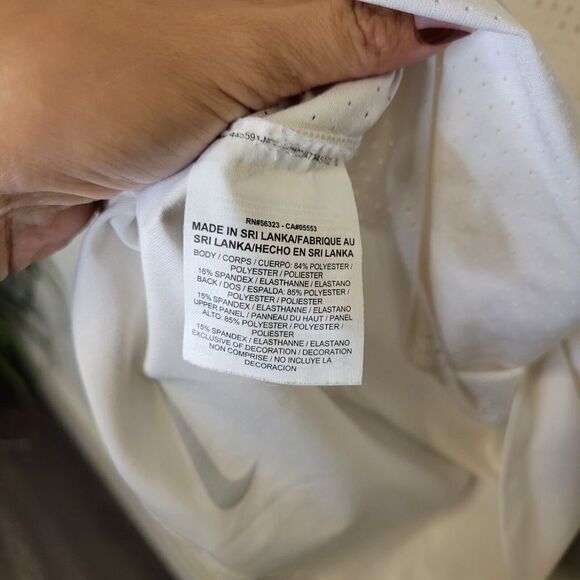 RN#56323 - CA#05553
MADE IN SRI LANKA/FABRIQUE AU
SRI LANKA/HECHO EN SRI LANKA
BODY / CORPS / CUERPO: 84% POLYESTER /
POLYESTER / POLIESTER
16% SPANDEX / ELASTHANNE / ELASTANO
BACK / DOS / ESPALDA: 85% POLYESTER /
POLYESTER / POLIESTER
15% SPANDEX / ELASTHANNE / ELASTANO
UPPER PANEL / PANNEAU DU HAUT / PANEL
ALTO: 85% POLYESTER / POLYESTER /
POLIESTER
15% SPANDEX / ELASTHANNE / ELASTANO
EXCLUSIVE OF DECORATION / DECORATION
NON COMPRISE / NO INCLUYE LA
DECORACION